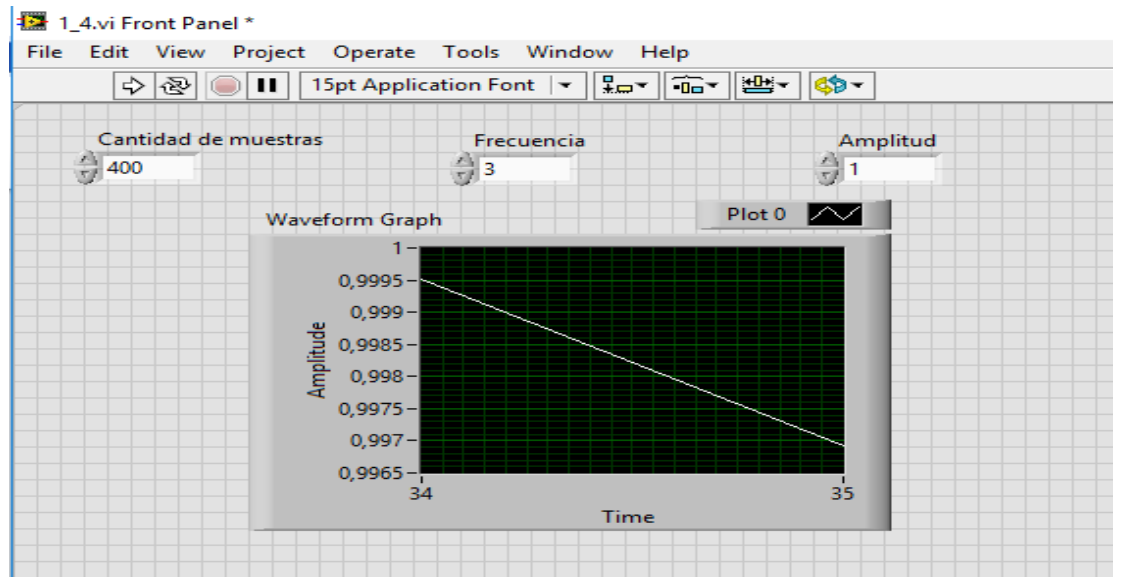 1_4.vi Front Panel *
File Edit View Project Operate Tools Window Help
15pt Application Font
Cantidad de muestras Frecuencia Amplitud
400 3 1
Waveform Graph Plot 0
1
0,9995
0,999
0,9985
0,998
0,9975
0,997
0,9965
Amplitude
34 35
Time